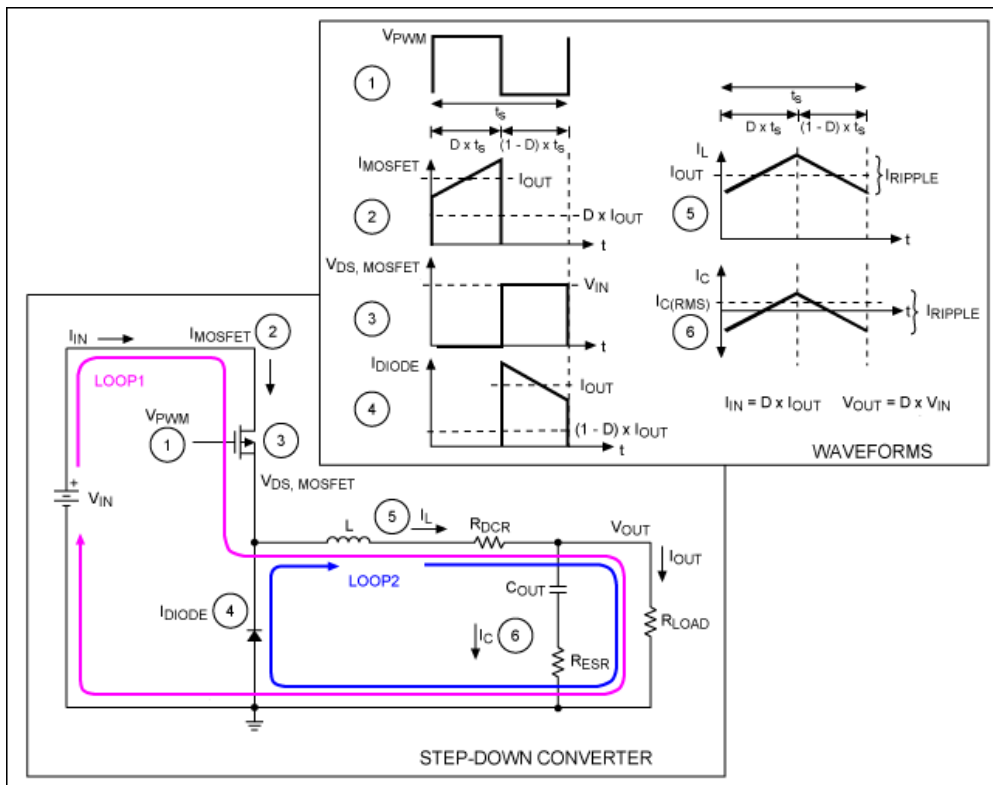 VPWM
1
tS
D x tS
(1 - D) x tS
IMOSFET
IOUT
2
D x IOUT
t
VDS, MOSFET
VIN
3
IDIODE
IOUT
4
(1 - D) x IOUT
t
tS
D x tS
(1 - D) x tS
IL
IOUT
IRIPPLE
5
t
IC
IC(RMS)
t
IRIPPLE
6
IIN = D x IOUT VOUT = D x VIN
WAVEFORMS
IIN
IMOSFET
2
LOOP1
VPWM
1
3
VDS, MOSFET
+
VIN
L
5
IL
RDCR
VOUT
IOUT
LOOP2
COUT
IDIODE
4
IC
6
RLOAD
RESR
STEP-DOWN CONVERTER